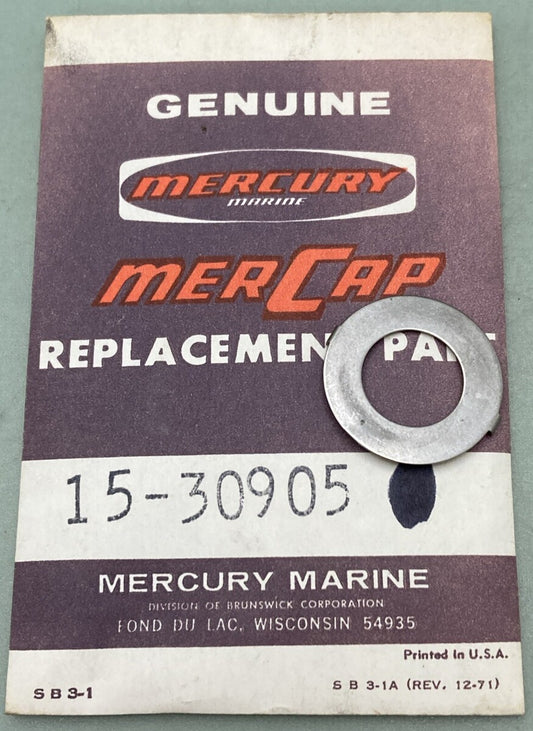 GENUINE
MERCURY
MARINE
MERCAP
REPLACEMENT PART
15-30905
MERCURY MARINE
DIVISION OF BRUNSWICK CORPORATION
FOND DU LAC, WISCONSIN 54935
Printed in U.S.A.
S B 3-1
S B 3-1A (REV. 12-71)